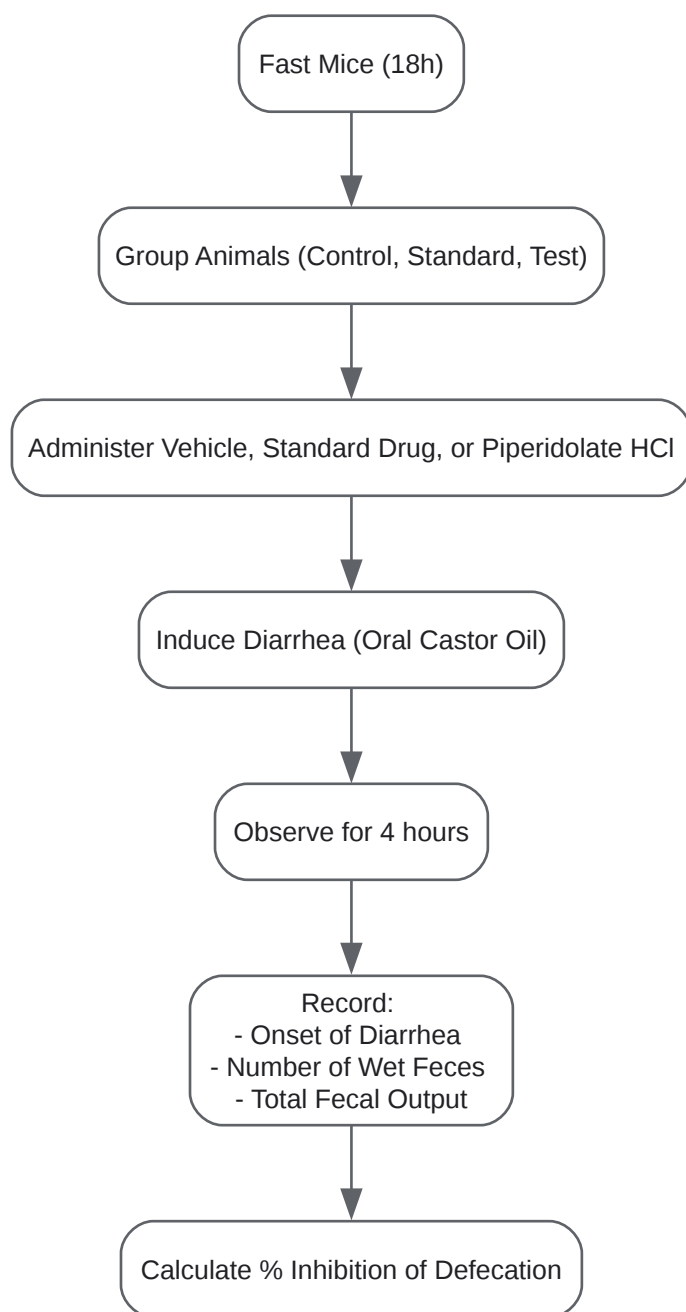 Fast Mice (18h)
Group Animals (Control, Standard, Test)
Administer Vehicle, Standard Drug, or Piperidolate HCl
Induce Diarrhea (Oral Castor Oil)
Observe for 4 hours
Record:
- Onset of Diarrhea
- Number of Wet Feces
- Total Fecal Output
Calculate % Inhibition of Defecation